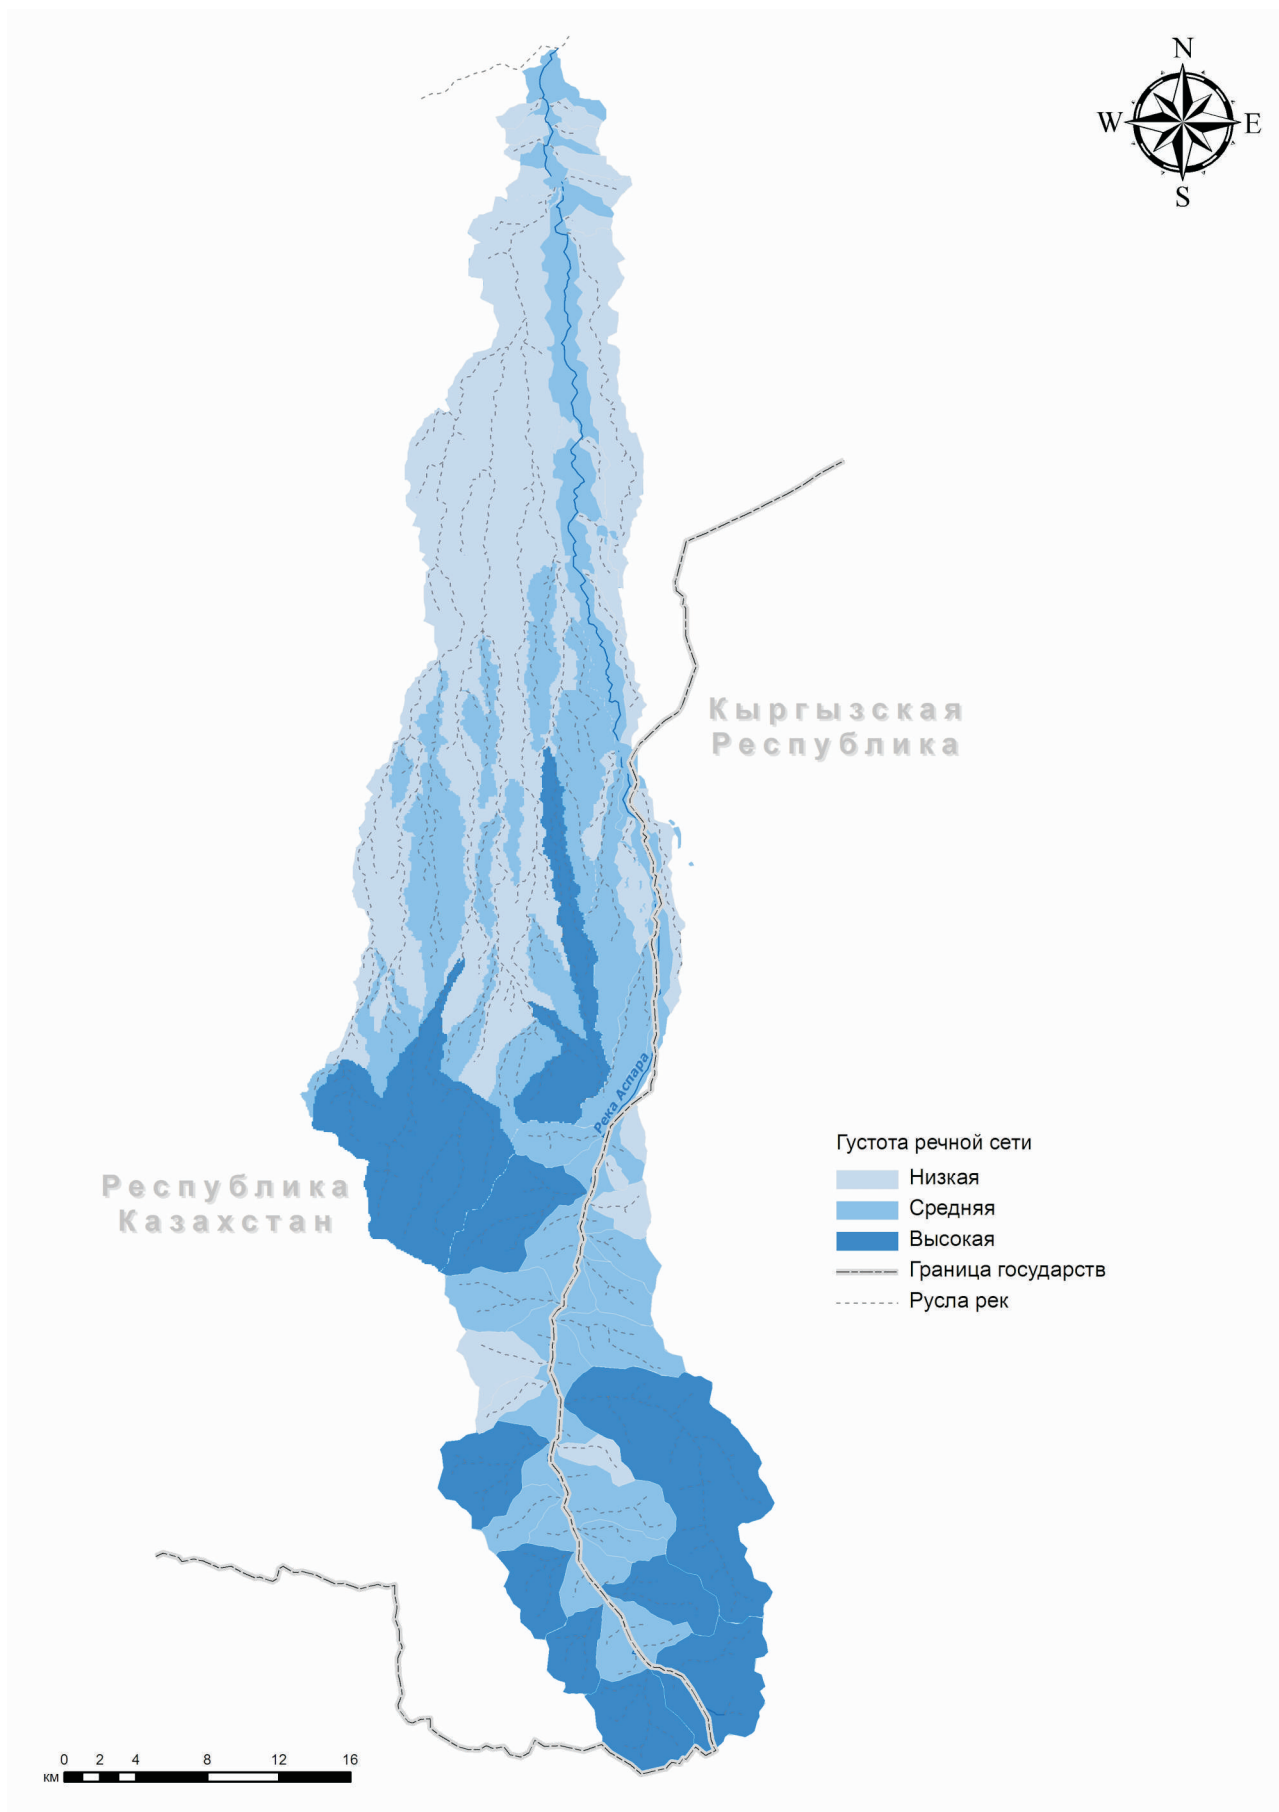 N
W
E
S
Кыргызская
Республика
Река Аспара
Густота речной сети
Низкая
Средняя
Высокая
Граница государств
Русла рек
Республика
Казахстан
0 2 4 8 12 16
км